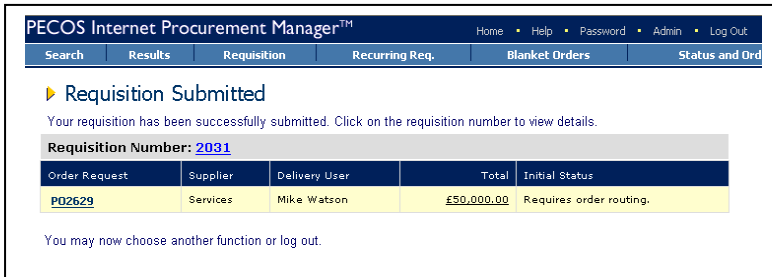 PECOS Internet Procurement Manager™ Home • Help • Password • Admin • Log Out
Search Results Requisition Recurring Req. Blanket Orders Status and Ord
Requisition Submitted
Your requisition has been successfully submitted. Click on the requisition number to view details.
Requisition Number: 2031
Order Request Supplier Delivery User Total Initial Status
PO2629 Services Mike Watson £50,000.00 Requires order routing.
You may now choose another function or log out.